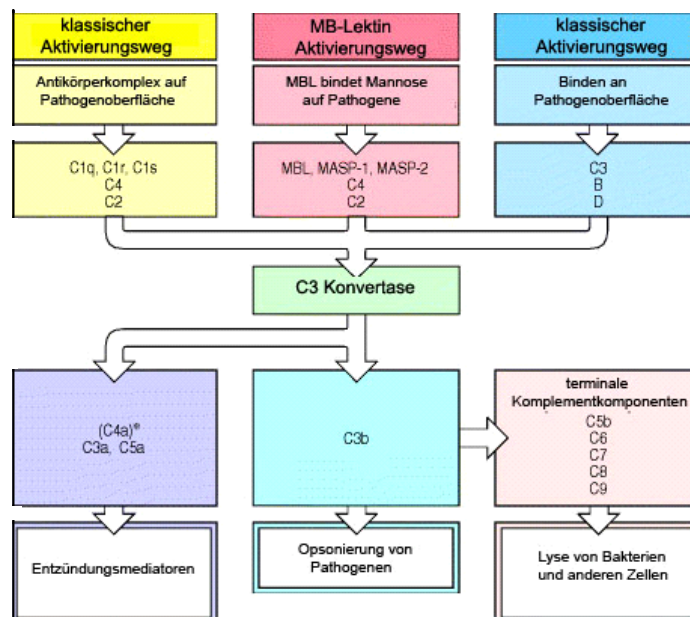 klassischer
Aktivierungsweg
MB-Lektin
Aktivierungsweg
klassischer
Aktivierungsweg
Antikörperkomplex auf
Pathogenoberfläche
MBL bindet Mannose
auf Pathogene
Binden an
Pathogenoberfläche
C1q, C1r, C1s
C4
C2
MBL, MASP-1, MASP-2
C4
C2
C3
B
D
C3 Konvertase
(C4a)*
C3a, C5a
C3b
terminale
Komplementkomponenten
C5b
C6
C7
C8
C9
Entzündungsmediatoren
Opsonierung von
Pathogenen
Lyse von Bakterien
und anderen Zellen